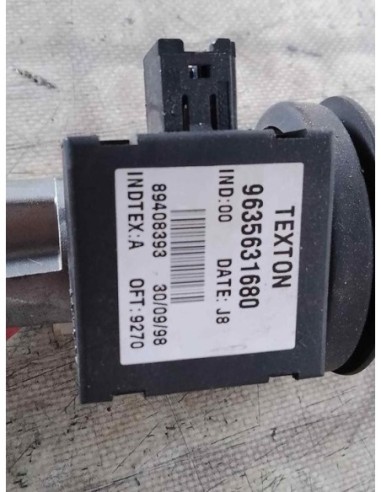 TEXTON
9635631680
IND:00 DATE: J8
89408393 30/09/98
INDTEX:A OFT:9270